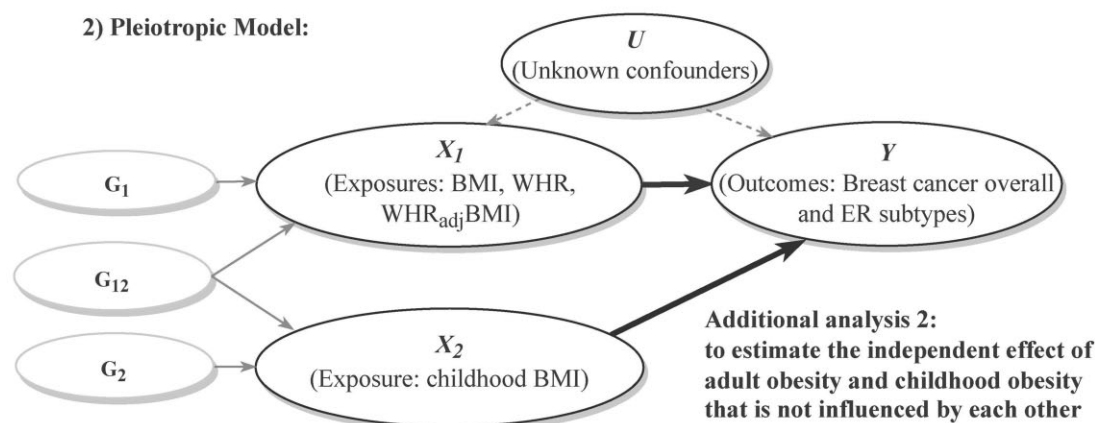 2) Pleiotropic Model:
U
(Unknown confounders)
X1
(Exposures: BMI, WHR,
WHRadjBMI)
Y
(Outcomes: Breast cancer overall
and ER subtypes)
G1
G12
G2
X2
(Exposure: childhood BMI)
Additional analysis 2:
to estimate the independent effect of
adult obesity and childhood obesity
that is not influenced by each other